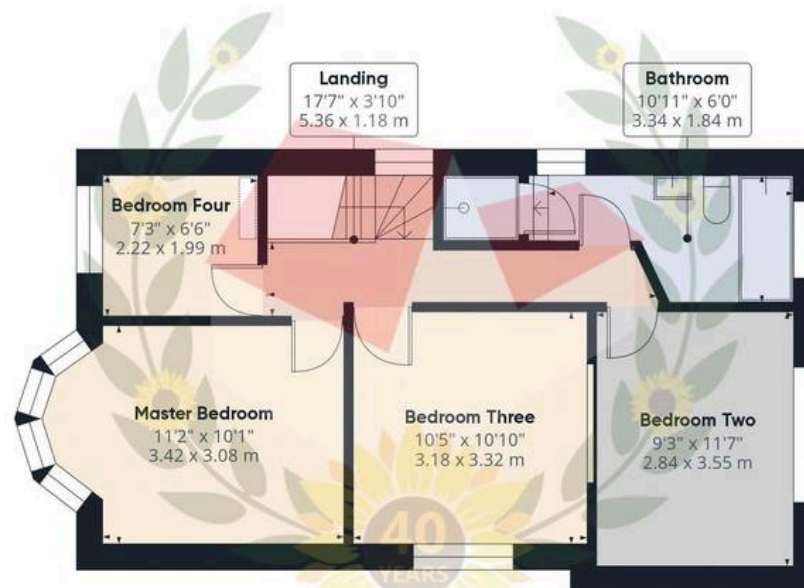 Landing
17'7" x 3'10"
5.36 x 1.18 m
Bathroom
10'11" x 6'0"
3.34 x 1.84 m
Bedroom Four
7'3" x 6'6"
2.22 x 1.99 m
Master Bedroom
11'2" x 10'1"
3.42 x 3.08 m
Bedroom Three
10'5" x 10'10"
3.18 x 3.32 m
Bedroom Two
9'3" x 11'7"
2.84 x 3.55 m
40
YEARS